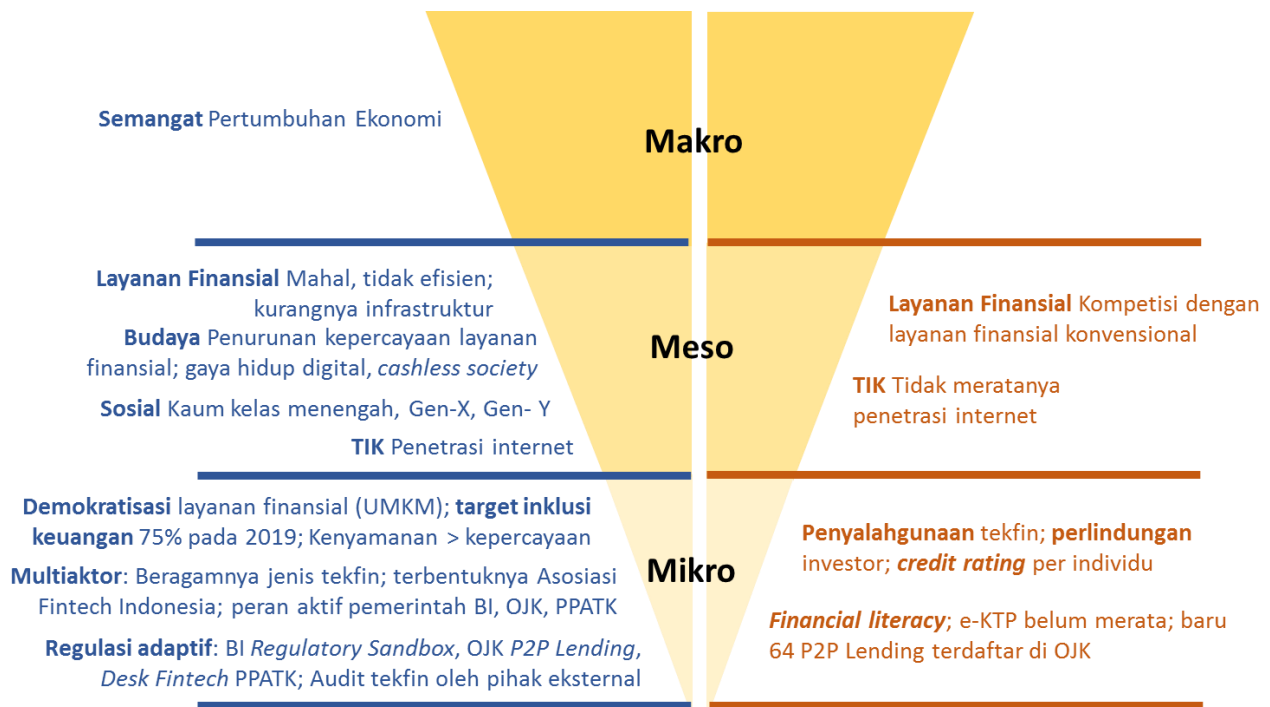 Semangat Pertumbuhan Ekonomi
Makro
Layanan Finansial Mahal, tidak efisien;
kurangnya infrastruktur
Budaya Penurunan kepercayaan layanan
finansial; gaya hidup digital, cashless society
Sosial Kaum kelas menengah, Gen-X, Gen- Y
TIK Penetrasi internet
Meso
Layanan Finansial Kompetisi dengan
layanan finansial konvensional
TIK Tidak meratanya
penetrasi internet
Demokratisasi layanan finansial (UMKM); target inklusi
keuangan 75% pada 2019; Kenyamanan > kepercayaan
Multiaktor: Beragamnya jenis tekfin; terbentuknya Asosiasi
Fintech Indonesia; peran aktif pemerintah BI, OJK, PPATK
Regulasi adaptif: BI Regulatory Sandbox, OJK P2P Lending,
Desk Fintech PPATK; Audit tekfin oleh pihak eksternal
Mikro
Penyalahgunaan tekfin; perlindungan
investor; credit rating per individu
Financial literacy; e-KTP belum merata; baru
64 P2P Lending terdaftar di OJK